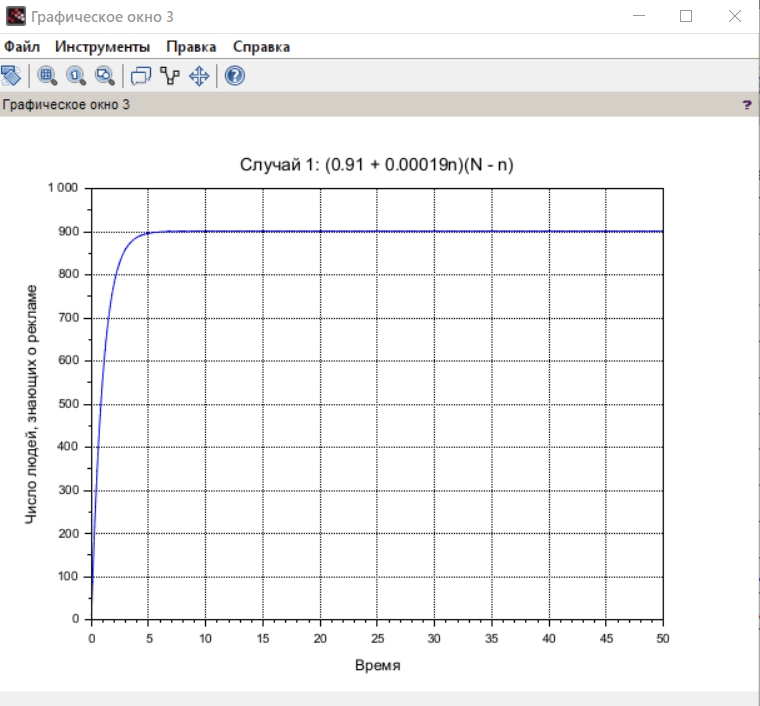 Графическое окно 3
Файл Инструменты Правка Справка
Графическое окно 3 ?
Случай 1: (0.91 + 0.00019n)(N - n)
Число людей, знающих о рекламе
1 000
900
800
700
600
500
400
300
200
100
0
0 5 10 15 20 25 30 35 40 45 50
Время